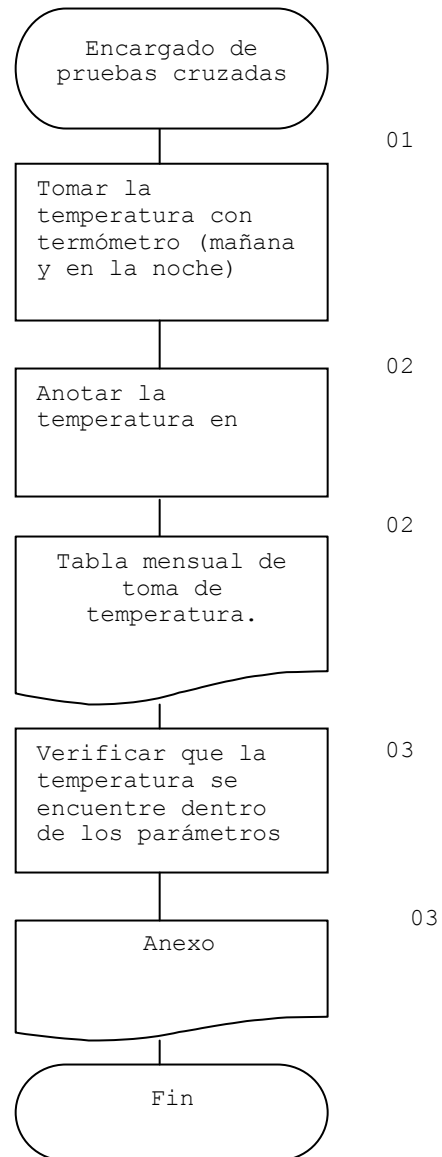 Encargado de
pruebas cruzadas
01
Tomar la
temperatura con
termómetro (mañana
y en la noche)
02
Anotar la
temperatura en
02
Tabla mensual de
toma de
temperatura.
03
Verificar que la
temperatura se
encuentre dentro
de los parámetros
03
Anexo
Fin